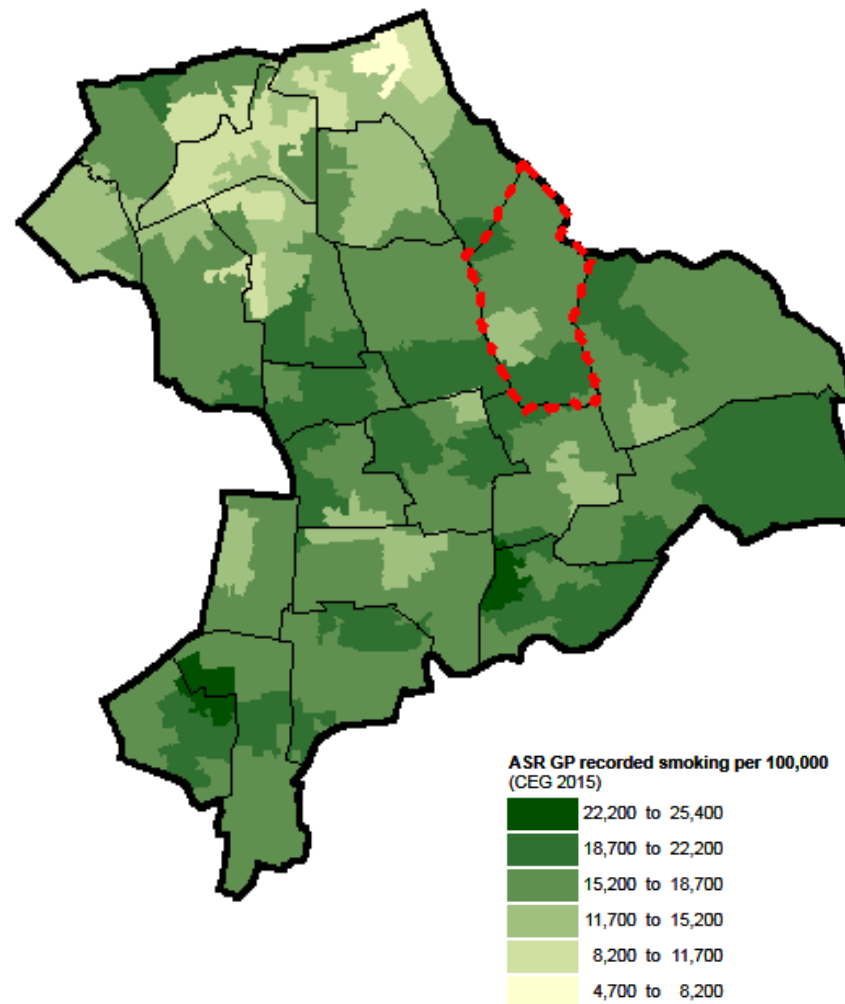 ASR GP recorded smoking per 100,000
(CEG 2015)
22,200 to 25,400
18,700 to 22,200
15,200 to 18,700
11,700 to 15,200
8,200 to 11,700
4,700 to 8,200